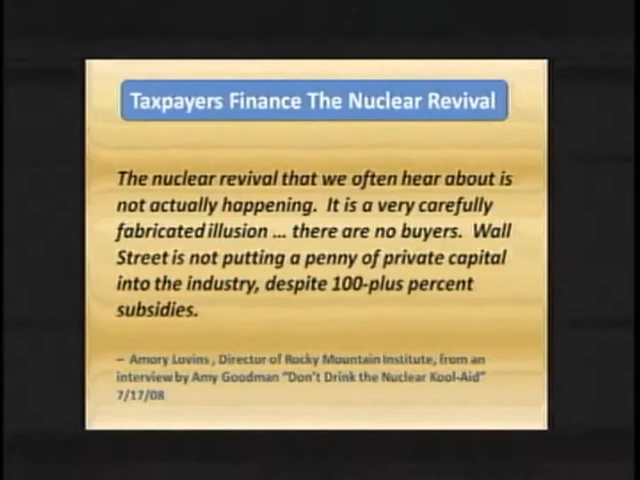 Taxpayers Finance The Nuclear Revival
The nuclear revival that we often hear about is
not actually happening. It is a very carefully
fabricated illusion ... there are no buyers. Wall
Street is not putting a penny of private capital
into the industry, despite 100-plus percent
subsidies.
– Amory Lovins , Director of Rocky Mountain Institute, from an
interview by Amy Goodman "Don't Drink the Nuclear Kool-Aid"
7/17/08